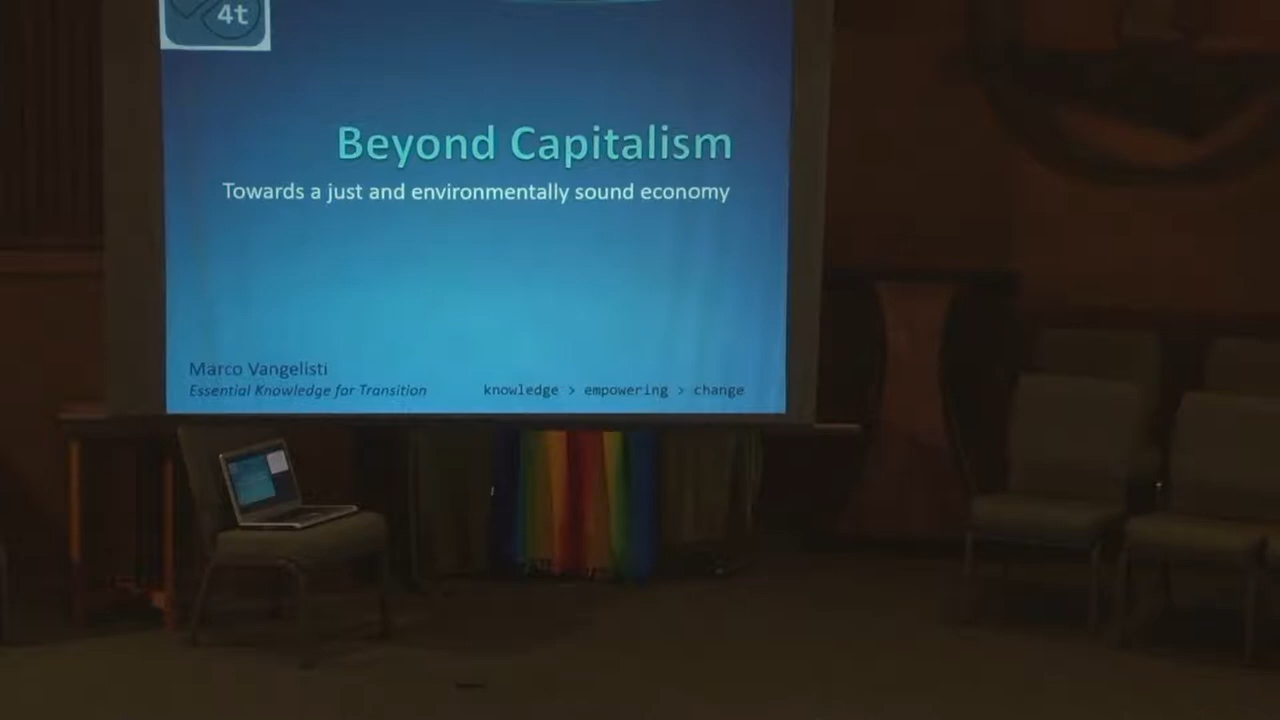 4t
Beyond Capitalism
Towards a just and environmentally sound economy
Marco Vangelisti
Essential Knowledge for Transition
knowledge > empowering > change